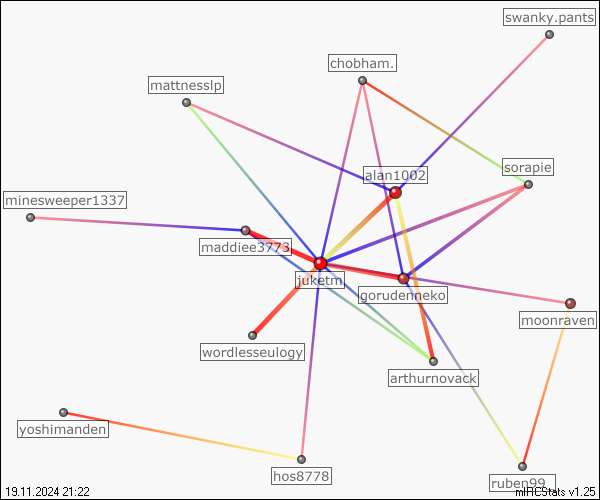 swanky.pants
chobham.
mattnesslp
sorapie
alan1002
minesweeper1337
maddiee3773
juketm
gorudenneko
moonraven
wordlesseulogy
arthurnovack
yoshimanden
hos8778
ruben99_
19.11.2024 21:22
mIRCStats v1.25